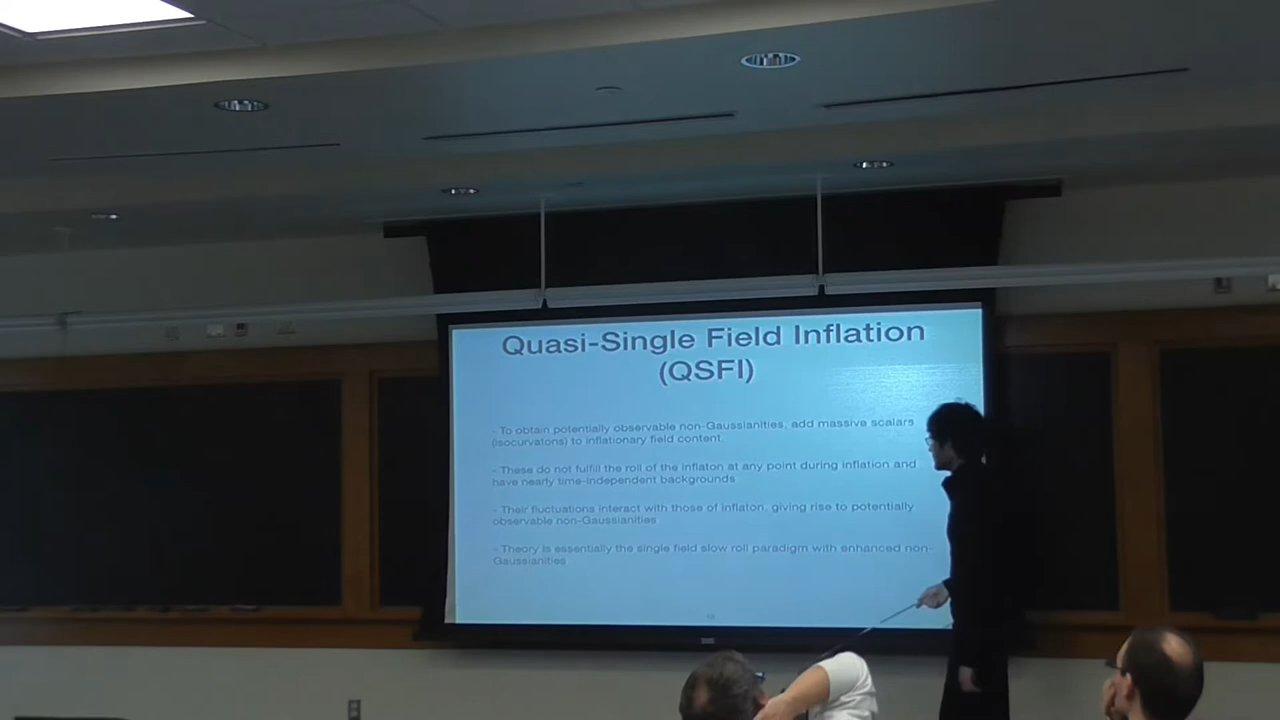 Quasi-Single Field Inflation
(QSFI)
- To obtain potentially observable non-Gaussianities, add massive scalars
(isocurvatons) to inflationary field content.
- These do not fulfill the roll of the inflaton at any point during inflation and
have nearly time-independent backgrounds
- Their fluctuations interact with those of inflaton, giving rise to potentially
observable non-Gaussianities
- Theory is essentially the single field slow roll paradigm with enhanced non-
Gaussianities